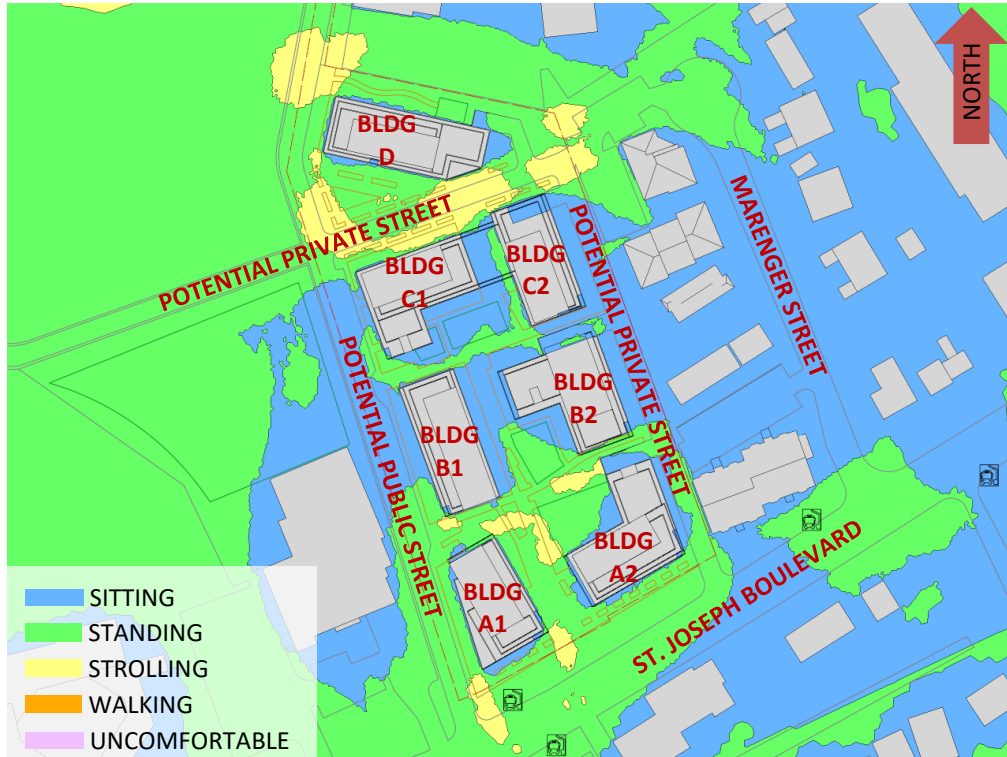 NORTH
BLDG
D
POTENTIAL PRIVATE STREET
BLDG
C1
BLDG
C2
POTENTIAL PRIVATE STREET
MARENGER STREET
POTENTIAL PUBLIC STREET
BLDG
B1
BLDG
B2
BLDG
A1
BLDG
A2
ST. JOSEPH BOULEVARD
SITTING
STANDING
STROLLING
WALKING
UNCOMFORTABLE